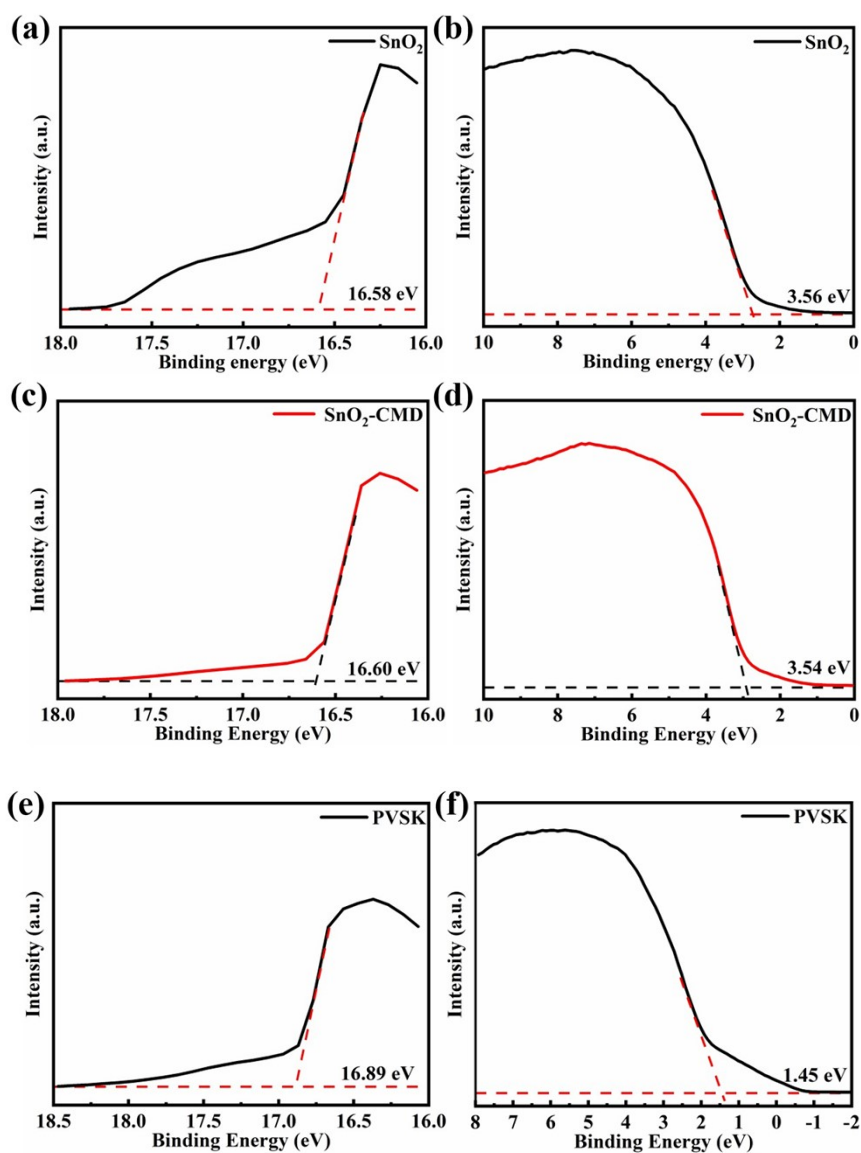 (a)
SnO₂
Intensity (a.u.)
16.58 eV
18.0 17.5 17.0 16.5 16.0
Binding energy (eV)
(b)
SnO₂
Intensity (a.u.)
3.56 eV
10 8 6 4 2 0
Binding energy (eV)
(c)
SnO₂-CMD
Intensity (a.u.)
16.60 eV
18.0 17.5 17.0 16.5 16.0
Binding Energy (eV)
(d)
SnO₂-CMD
Intensity (a.u.)
3.54 eV
10 8 6 4 2 0
Binding Energy (eV)
(e)
PVSK
Intensity (a.u.)
16.89 eV
18.5 18.0 17.5 17.0 16.5 16.0
Binding Energy (eV)
(f)
PVSK
Intensity (a.u.)
1.45 eV
8 7 6 5 4 3 2 1 0 -1 -2
Binding Energy (eV)